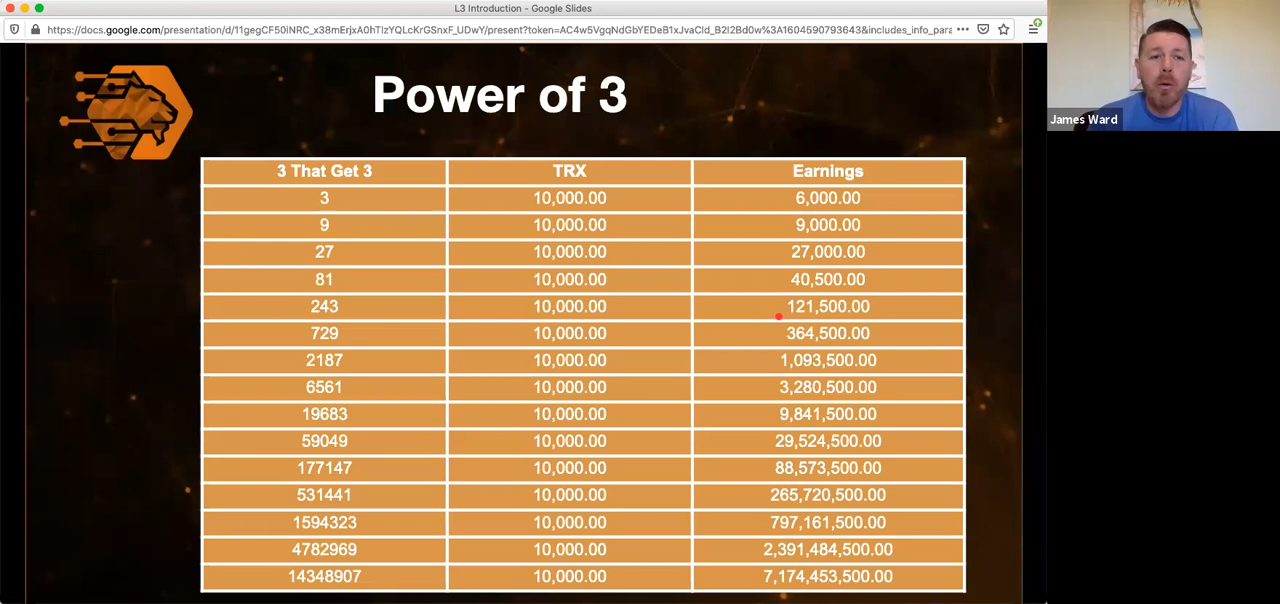 L3 Introduction - Google Slides
https://docs.google.com/presentation/d/11gegCF50iNRC_x38mErjxA0hTlzYQLcKrGSnxF_UDwY/present?token=AC4w5VgqNdGbYEDeB1xJvaCld_B2I2Bd0w%3A1604590793643&includes_info_para
James Ward
Power of 3
3 That Get 3 TRX Earnings
3 10,000.00 6,000.00
9 10,000.00 9,000.00
27 10,000.00 27,000.00
81 10,000.00 40,500.00
243 10,000.00 121,500.00
729 10,000.00 364,500.00
2187 10,000.00 1,093,500.00
6561 10,000.00 3,280,500.00
19683 10,000.00 9,841,500.00
59049 10,000.00 29,524,500.00
177147 10,000.00 88,573,500.00
531441 10,000.00 265,720,500.00
1594323 10,000.00 797,161,500.00
4782969 10,000.00 2,391,484,500.00
14348907 10,000.00 7,174,453,500.00